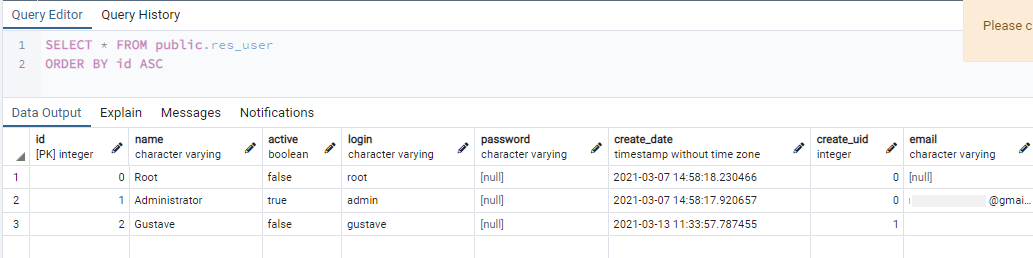 Query Editor Query History
Please c
1 SELECT * FROM public.res_user
2 ORDER BY id ASC
Data Output Explain Messages Notifications
id name active login password create_date create_uid email
[PK] integer character varying boolean character varying character varying timestamp without time zone integer character varying
1 0 Root false root [null] 2021-03-07 14:58:18.230466 0 [null]
2 1 Administrator true admin [null] 2021-03-07 14:58:17.920657 0 @gmai...
3 2 Gustave false gustave [null] 2021-03-13 11:33:57.787455 1